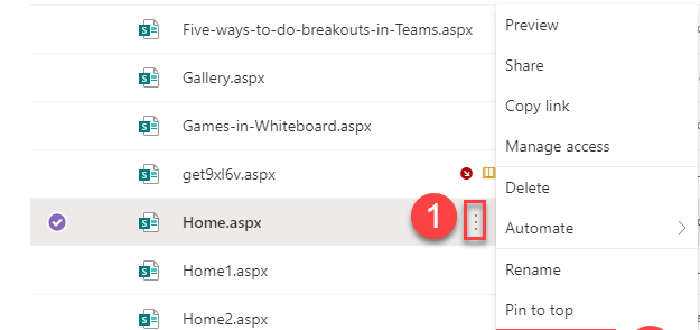 Five-ways-to-do-breakouts-in-Teams.aspx
Gallery.aspx
Games-in-Whiteboard.aspx
get9xl6v.aspx
Home.aspx
1
Home1.aspx
Home2.aspx
Preview
Share
Copy link
Manage access
Delete
Automate
Rename
Pin to top